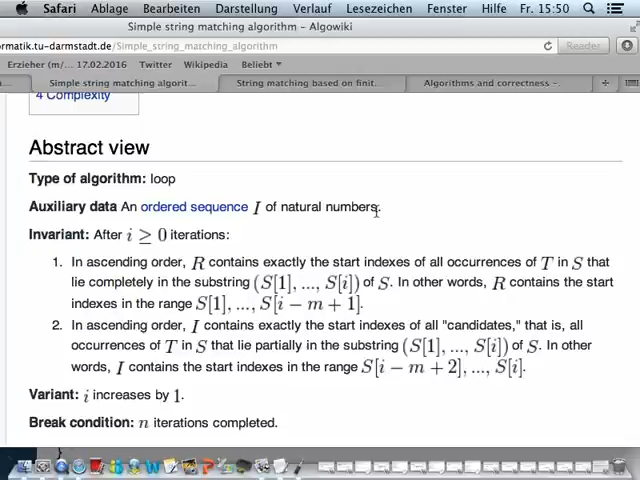 Safari Ablage Bearbeiten Darstellung Verlauf Lesezeichen Fenster Hilfe Fr. 15:50
Simple string matching algorithm - Algowiki
ormatik.tu-darmstadt.de/Simple_string_matching_algorithm Reader
Erzieher (m/... 17.02.2016 Twitter Wikipedia Beliebt
Simple string matching algorit... String matching based on finit... Algorithms and correctness -...
4 Complexity
Abstract view
Type of algorithm: loop
Auxiliary data An ordered sequence I of natural numbers.
Invariant: After i ≥ 0 iterations:
1. In ascending order, R contains exactly the start indexes of all occurrences of T in S that
lie completely in the substring (S[1], ..., S[i]) of S. In other words, R contains the start
indexes in the range S[1], ..., S[i − m + 1].
2. In ascending order, I contains exactly the start indexes of all "candidates," that is, all
occurrences of T in S that lie partially in the substring (S[1], ..., S[i]) of S. In other
words, I contains the start indexes in the range S[i − m + 2], ..., S[i].
Variant: i increases by 1.
Break condition: n iterations completed.